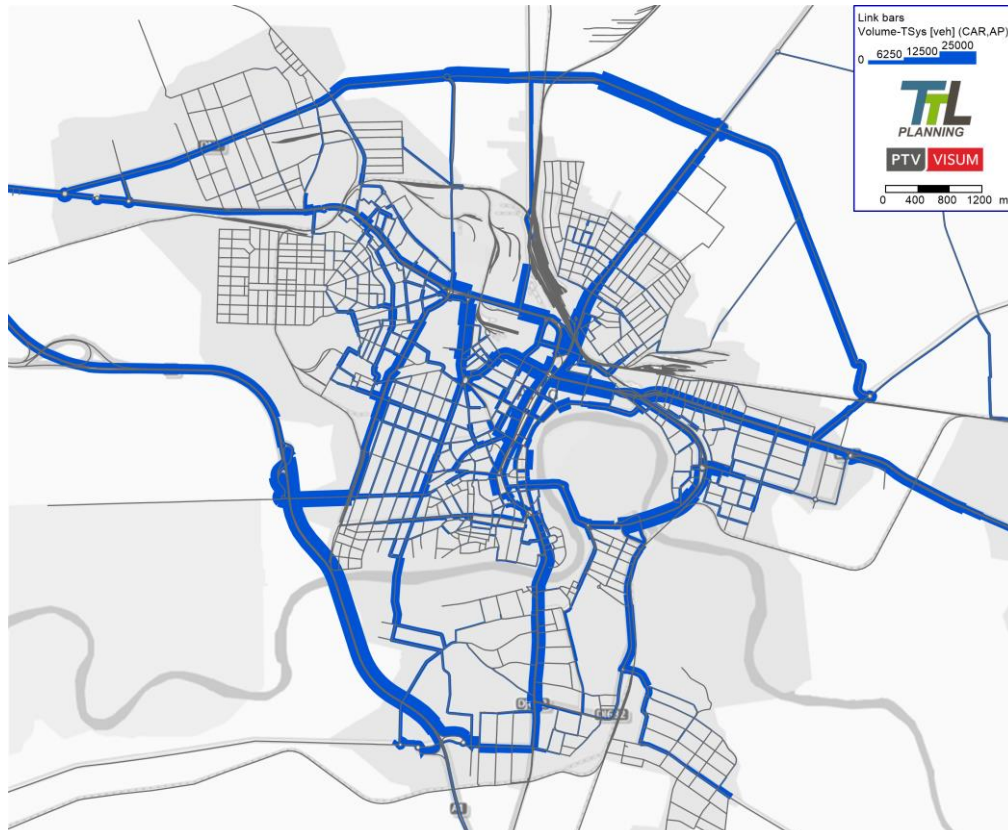 Link bars
Volume-TSys [veh] (CAR,AP)
0 6250 12500 25000
TTL
PLANNING
PTV VISUM
0 400 800 1200 m
A1